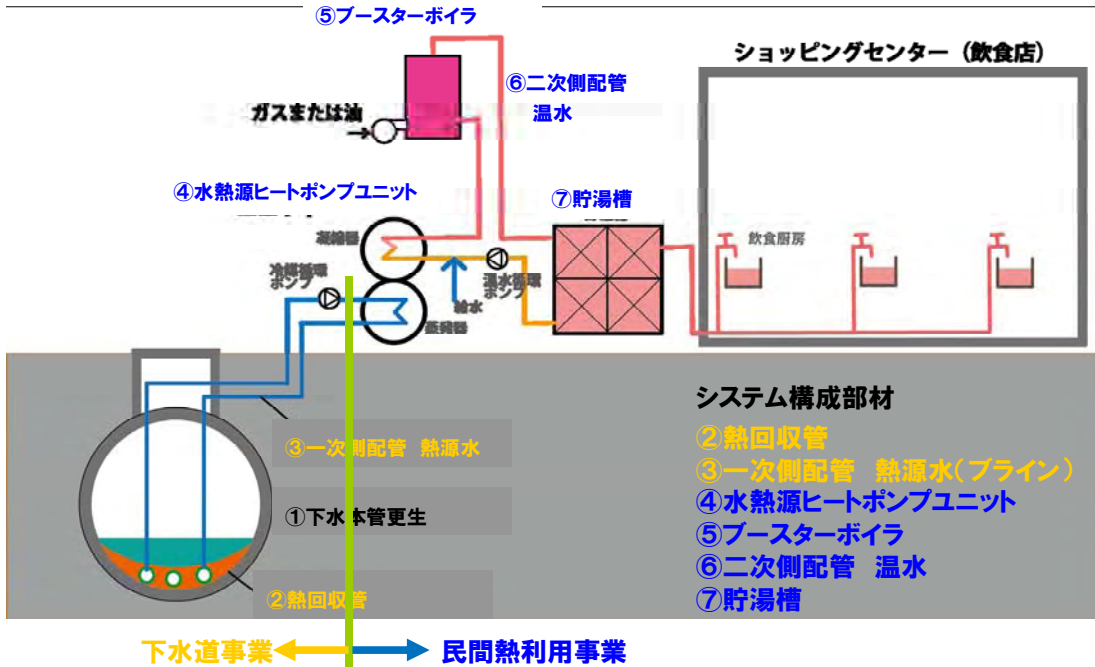 ⑤ブースターボイラ
ショッピングセンター（飲食店）
⑥二次側配管
温水
ガスまたは油
④水熱源ヒートポンプユニット
⑦貯湯槽
凝縮器
飲食厨房
冷媒循環
ポンプ
温水循環
ポンプ
給水
蒸発器
システム構成部材
②熱回収管
③一次側配管 熱源水（ブライン）
④水熱源ヒートポンプユニット
⑤ブースターボイラ
⑥二次側配管 温水
⑦貯湯槽
③一次側配管 熱源水
①下水本管更生
②熱回収管
下水道事業
民間熱利用事業